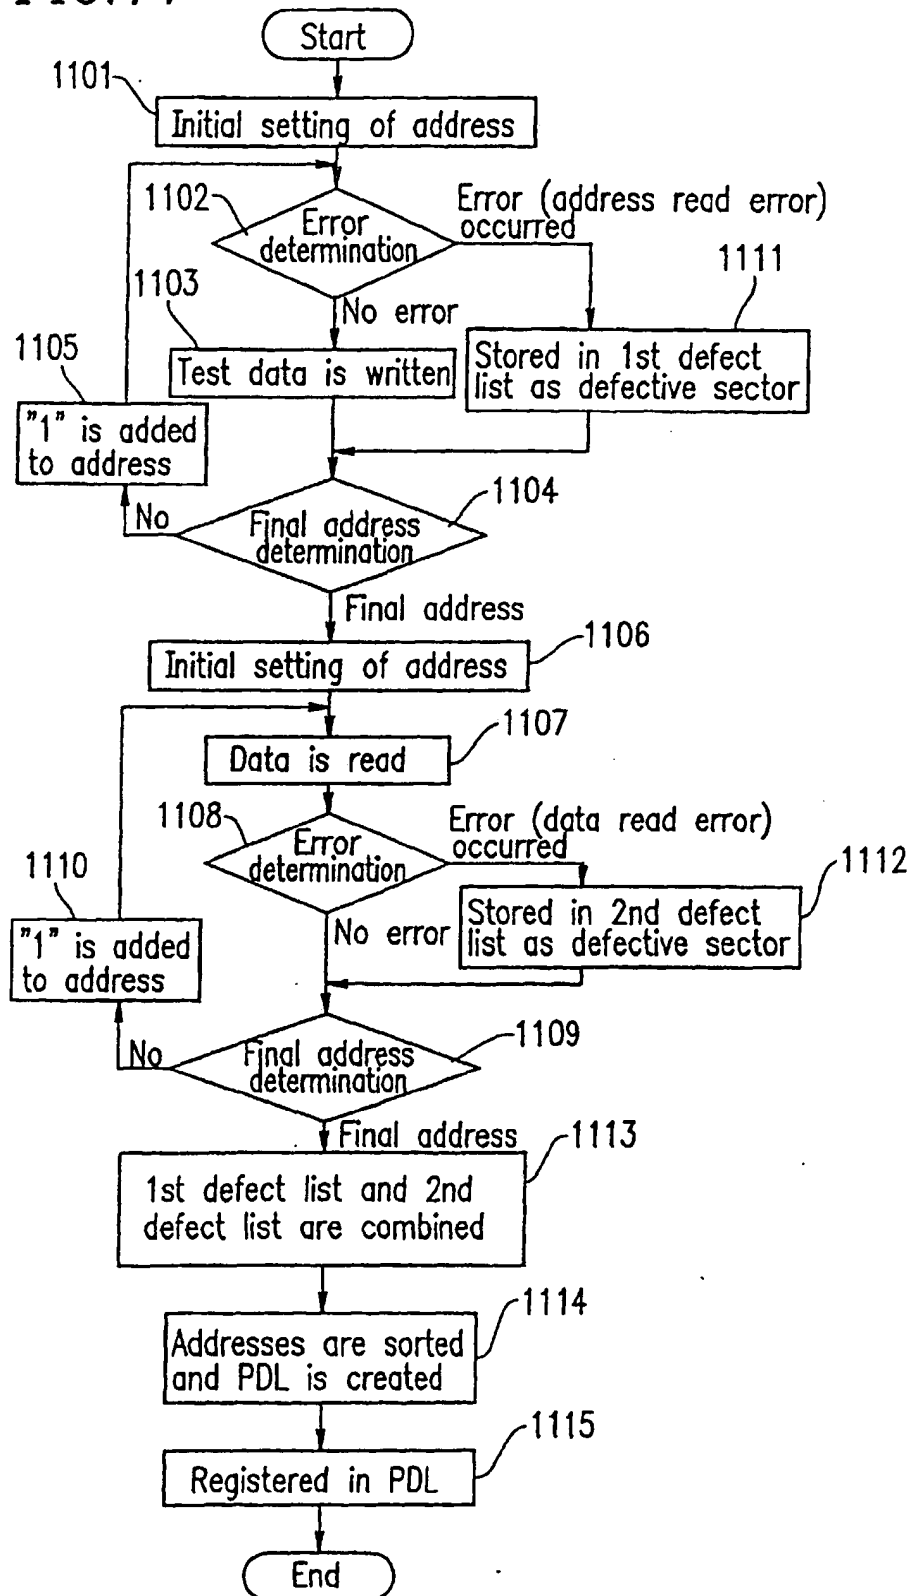 Start
1101
Initial setting of address
1102
Error
determination
Error (address read error)
occurred
1111
1103
No error
Stored in 1st defect
list as defective sector
Test data is written
1105
"1" is added
to address
1104
No
Final address
determination
Final address
1106
Initial setting of address
1107
Data is read
1108
Error
determination
Error (data read error)
occurred
1112
1110
Stored in 2nd defect
list as defective sector
No error
"1" is added
to address
1109
No
Final address
determination
Final address
1113
1st defect list and 2nd
defect list are combined
1114
Addresses are sorted
and PDL is created
1115
Registered in PDL
End